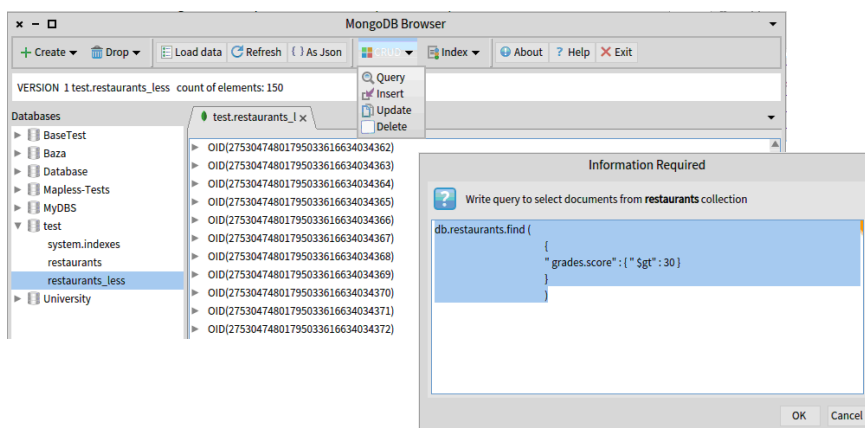 MongoDB Browser
Create Drop Load data Refresh { } As Json CRUD Index About ? Help Exit
VERSION 1 test.restaurants_less count of elements: 150
Query
Insert
Update
Delete
Databases
test.restaurants_l x
BaseTest
Baza
Database
Mapless-Tests
MyDBS
test
system.indexes
restaurants
restaurants_less
University
OID(27530474801795033616634034362)
OID(27530474801795033616634034363)
OID(27530474801795033616634034364)
OID(27530474801795033616634034365)
OID(27530474801795033616634034366)
OID(27530474801795033616634034367)
OID(27530474801795033616634034368)
OID(27530474801795033616634034369)
OID(27530474801795033616634034370)
OID(27530474801795033616634034371)
OID(27530474801795033616634034372)
Information Required
? Write query to select documents from restaurants collection
db.restaurants.find (
{
" grades.score" : { " $gt" : 30 }
}
)
OK Cancel